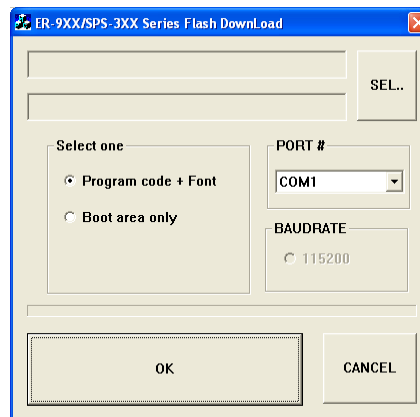 ER-9XX/SPS-3XX Series Flash DownLoad
SEL..
Select one
Program code + Font
Boot area only
PORT #
COM1
BAUDRATE
115200
OK
CANCEL